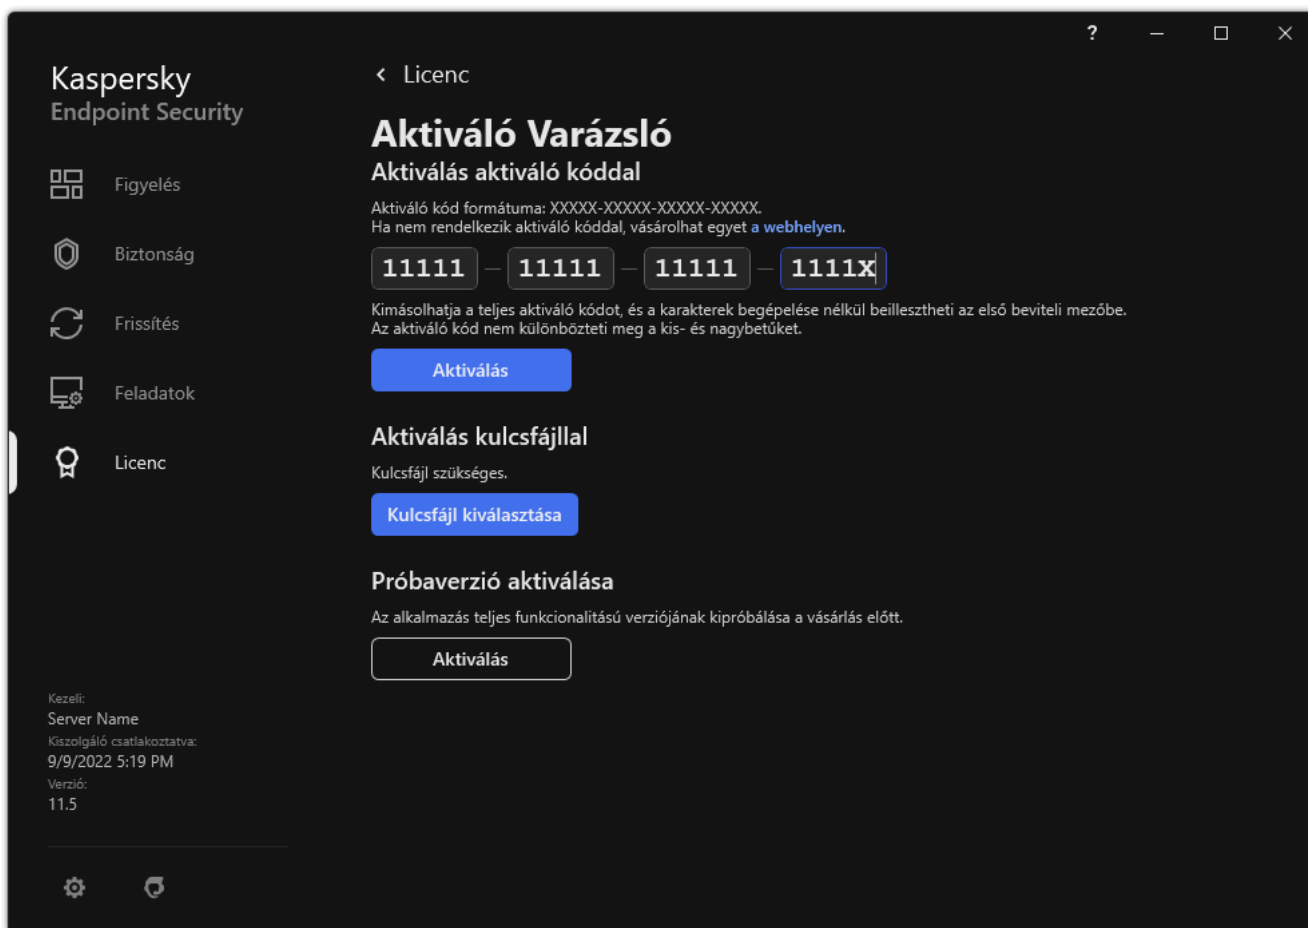 ?
Kaspersky
Endpoint Security
Figyelés
Biztonság
Frissítés
Feladatok
Licenc
Kezeli:
Server Name
Kiszolgáló csatlakoztatva:
9/9/2022 5:19 PM
Verzió:
11.5
Licenc
Aktiváló Varázsló
Aktiválás aktiváló kóddal
Aktiváló kód formátuma: XXXXX-XXXXX-XXXXX-XXXXX.
Ha nem rendelkezik aktiváló kóddal, vásárolhat egyet a webhelyen.
11111 — 11111 — 11111 — 1111x
Kimásolhatja a teljes aktiváló kódot, és a karakterek begépelése nélkül beillesztheti az első beviteli mezőbe.
Az aktiváló kód nem különbözteti meg a kis- és nagybetűket.
Aktiválás
Aktiválás kulcsfájllal
Kulcsfájl szükséges.
Kulcsfájl kiválasztása
Próbaverzió aktiválása
Az alkalmazás teljes funkcionalitású verziójának kipróbálása a vásárlás előtt.
Aktiválás